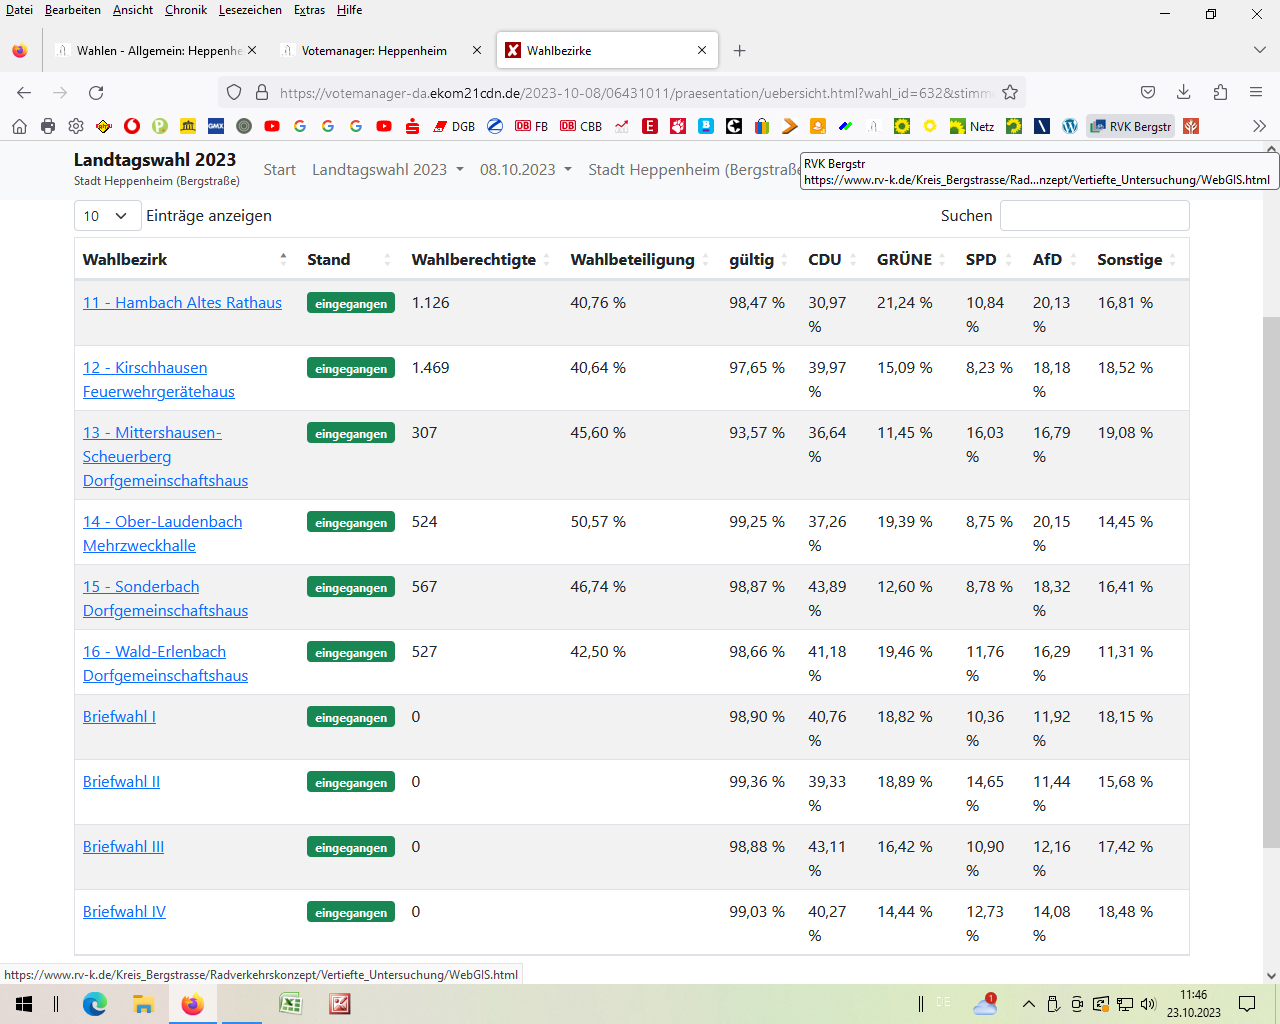 Datei Bearbeiten Ansicht Chronik Lesezeichen Extras Hilfe
Wahlen - Allgemein: Heppenhe Votemanager: Heppenheim Wahlbezirke
https://votemanager-da.ekom21cdn.de/2023-10-08/06431011/praesentation/uebersicht.html?wahl_id=632&stimm
GMX DGB DB FB DB CBB Netz RVK Bergstr
Landtagswahl 2023
Stadt Heppenheim (Bergstraße)
Start Landtagswahl 2023 08.10.2023 Stadt Heppenheim (Bergstraße
RVK Bergstr
https://www.rv-k.de/Kreis_Bergstrasse/Rad...nzept/Vertiefte_Untersuchung/WebGIS.html
10 Einträge anzeigen Suchen
Wahlbezirk Stand Wahlberechtigte Wahlbeteiligung gültig CDU GRÜNE SPD AfD Sonstige
11 - Hambach Altes Rathaus eingegangen 1.126 40,76 % 98,47 % 30,97 21,24 % 10,84 20,13 16,81 %
% % %
12 - Kirschhausen eingegangen 1.469 40,64 % 97,65 % 39,97 15,09 % 8,23 % 18,18 18,52 %
Feuerwehrgerätehaus % %
13 - Mittershausen- eingegangen 307 45,60 % 93,57 % 36,64 11,45 % 16,03 16,79 19,08 %
Scheuerberg % % %
Dorfgemeinschaftshaus
14 - Ober-Laudenbach eingegangen 524 50,57 % 99,25 % 37,26 19,39 % 8,75 % 20,15 14,45 %
Mehrzweckhalle % %
15 - Sonderbach eingegangen 567 46,74 % 98,87 % 43,89 12,60 % 8,78 % 18,32 16,41 %
Dorfgemeinschaftshaus % %
16 - Wald-Erlenbach eingegangen 527 42,50 % 98,66 % 41,18 19,46 % 11,76 16,29 11,31 %
Dorfgemeinschaftshaus % % %
Briefwahl I eingegangen 0 98,90 % 40,76 18,82 % 10,36 11,92 18,15 %
% % %
Briefwahl II eingegangen 0 99,36 % 39,33 18,89 % 14,65 11,44 15,68 %
% % %
Briefwahl III eingegangen 0 98,88 % 43,11 16,42 % 10,90 12,16 17,42 %
% % %
Briefwahl IV eingegangen 0 99,03 % 40,27 14,44 % 12,73 14,08 18,48 %
% % %
https://www.rv-k.de/Kreis_Bergstrasse/Radverkehrskonzept/Vertiefte_Untersuchung/WebGIS.html
DE 1 11:46
23.10.2023